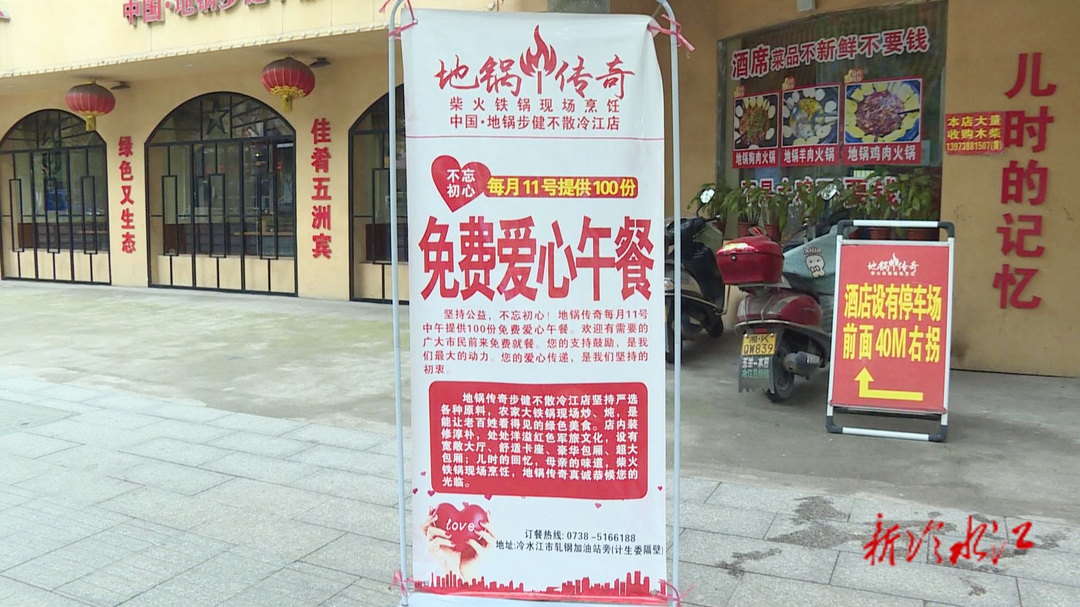 中国·地锅步健不
绿色又生态
佳肴五洲宾
地锅传奇
柴火铁锅现场烹饪
中国·地锅步健不散冷江店
不忘
初心
每月11号提供100份
免费爱心午餐
坚持公益，不忘初心！地锅传奇每月11号
中午提供100份免费爱心午餐。欢迎有需要的
广大市民前来免费就餐。您的支持鼓励，是我
们最大的动力。您的爱心传递，是我们坚持的
初衷。
地锅传奇步健不散冷江店坚持严选
各种原料，农家大铁锅现场炒、炖，是
能让老百姓看得见的绿色美食。店内装
修淳朴，处处洋溢红色军旅文化，设有
宽敞大厅、舒适卡座、豪华包厢、超大
包厢；儿时的回忆，母亲的味道，柴火
铁锅现场烹饪，地锅传奇真诚恭候您的
光临。
love
订餐热线: 0738-5166188
地址:冷水江市轧钢加油站旁(计生委隔壁)
酒席菜品不新鲜不要钱
地锅狗肉火锅
地锅羊肉火锅
地锅鸡肉火锅
本店大量
收购木柴
13973881507(黄)
儿时的记忆
地锅传奇
酒店设有停车场
前面40M右拐
QW839
新冷水江